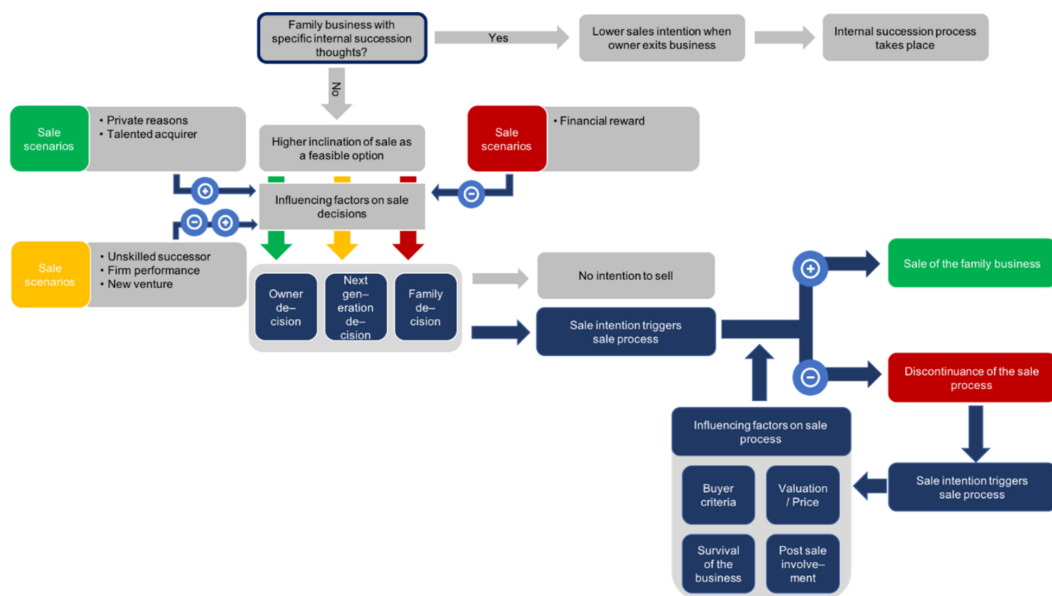 Family business with
specific internal succession
thoughts?
Yes
Lower sales intention when
owner exits business
Internal succession process
takes place
No
Sale
scenarios
• Private reasons
• Talented acquirer
Higher inclination of sale as
a feasible option
Sale
scenarios
• Financial reward
Influencing factors on sale
decisions
Sale
scenarios
• Unskilled successor
• Firm performance
• New venture
Owner
de–
cision
Next
gen–
eration
de–
cision
Family
de–
cision
No intention to sell
Sale intention triggers
sale process
Sale of the family business
Discontinuance of the sale
process
Influencing factors on sale
process
Sale intention triggers
sale process
Buyer
criteria
Valuation
/ Price
Survival
of the
business
Post sale
involve–
ment